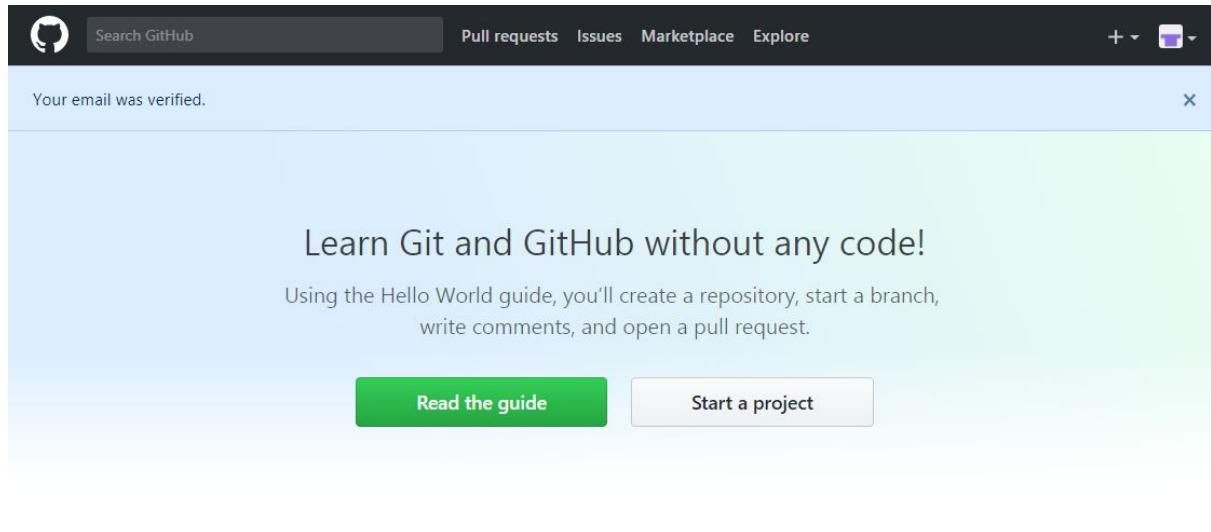 Search GitHub
Pull requests Issues Marketplace Explore
Your email was verified.
Learn Git and GitHub without any code!
Using the Hello World guide, you’ll create a repository, start a branch,
write comments, and open a pull request.
Read the guide
Start a project